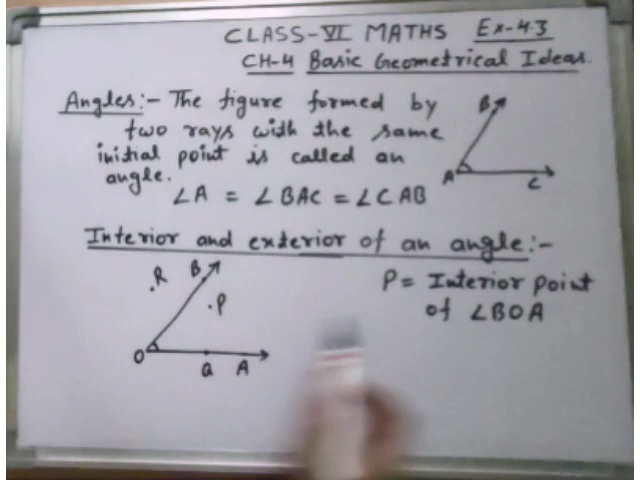 CLASS-VI MATHS Ex-4.3
CH-4 Basic Geometrical Ideas.
Angles:- The figure formed by
two rays with the same
initial point is called an
angle.
∠A = ∠BAC = ∠CAB
B
A
C
Interior and exterior of an angle:-
.R
B
.P
O
Q
A
P = Interior point
of ∠BOA